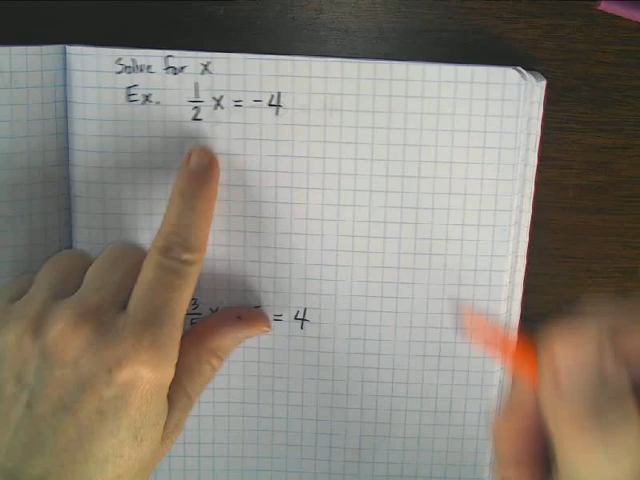 Solve for x
Ex. 1/2 x = -4
= 4